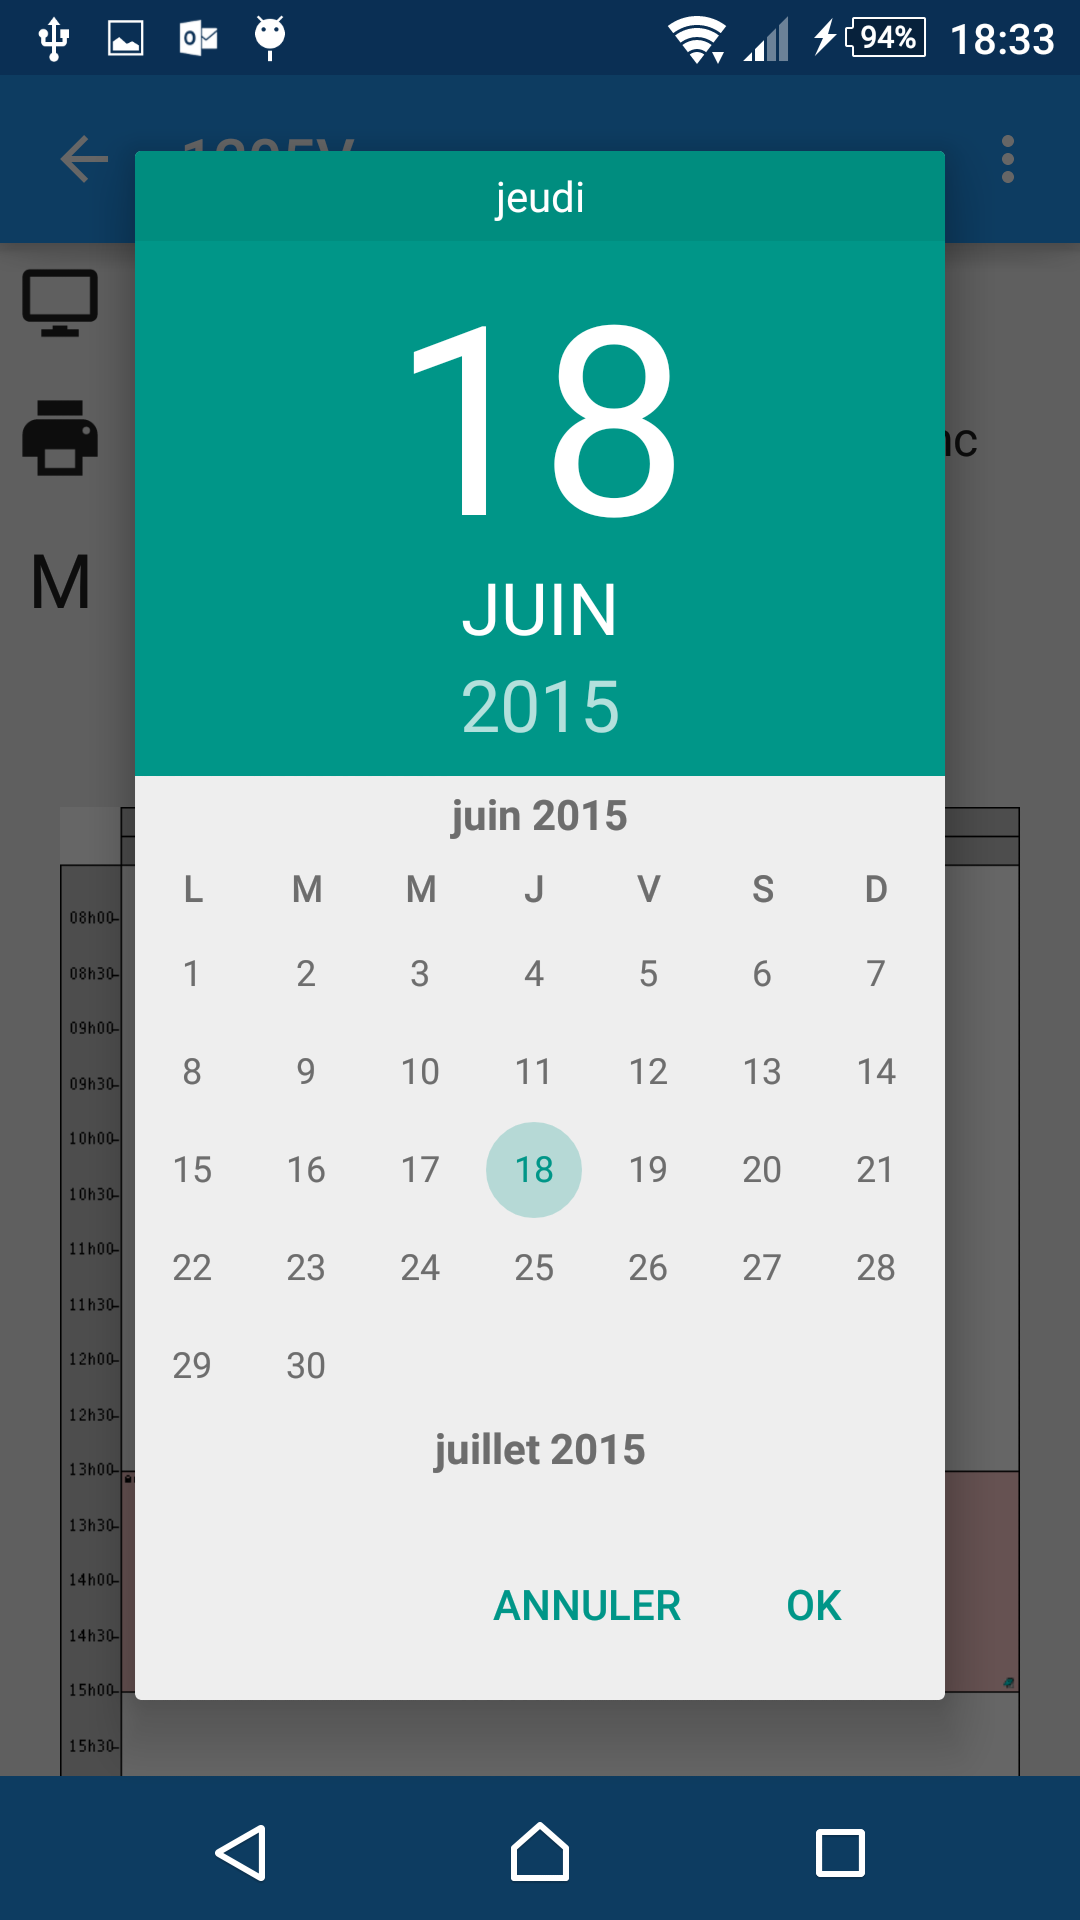 94% 18:33
jeudi
18
JUIN
2015
M
juin 2015
L M M J V S D
1 2 3 4 5 6 7
8 9 10 11 12 13 14
15 16 17 18 19 20 21
22 23 24 25 26 27 28
29 30
juillet 2015
ANNULER OK
08h00
08h30
09h00
09h30
10h00
10h30
11h00
11h30
12h00
12h30
13h00
13h30
14h00
14h30
15h00
15h30